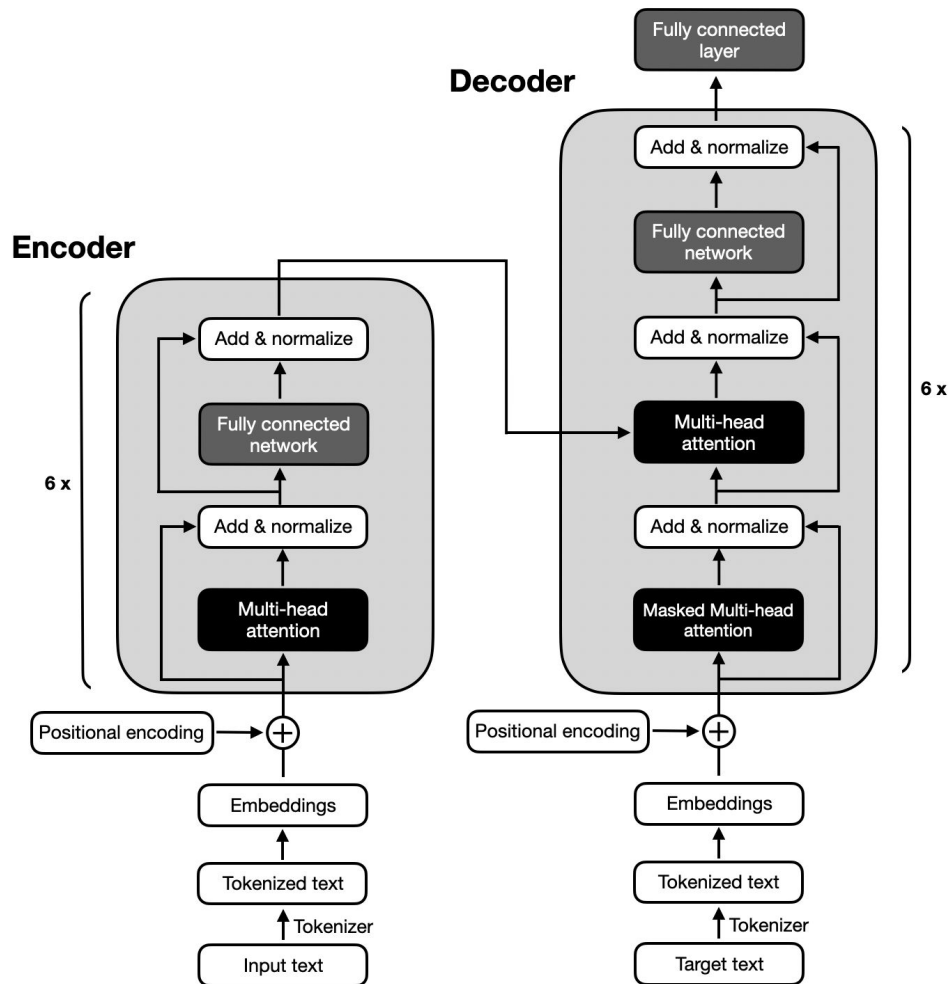 Fully connected
layer
Decoder
Add & normalize
Fully connected
network
Add & normalize
Multi-head
attention
Add & normalize
Masked Multi-head
attention
6 x
Positional encoding
+
Embeddings
Tokenized text
Tokenizer
Target text
Encoder
Add & normalize
Fully connected
network
6 x
Add & normalize
Multi-head
attention
Positional encoding
+
Embeddings
Tokenized text
Tokenizer
Input text